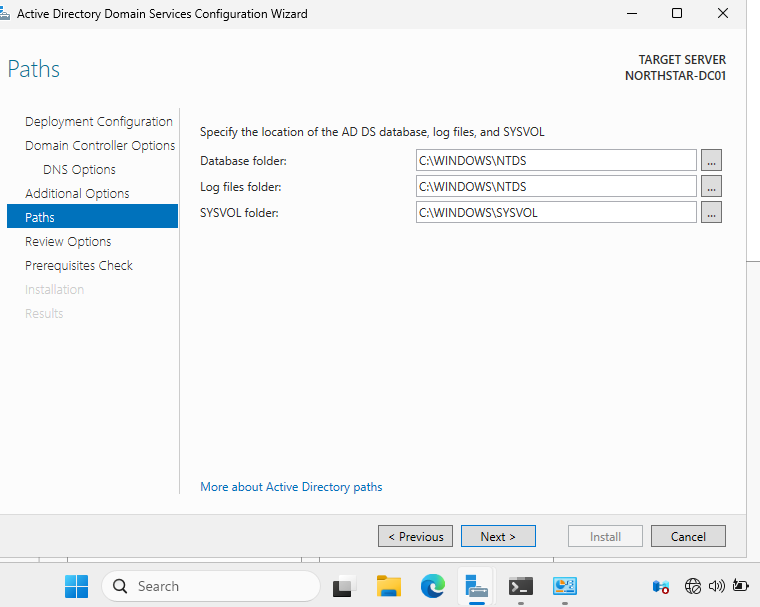 Active Directory Domain Services Configuration Wizard
Paths
TARGET SERVER
NORTHSTAR-DC01
Deployment Configuration
Domain Controller Options
DNS Options
Additional Options
Paths
Review Options
Prerequisites Check
Installation
Results
Specify the location of the AD DS database, log files, and SYSVOL
Database folder: C:\WINDOWS\NTDS ...
Log files folder: C:\WINDOWS\NTDS ...
SYSVOL folder: C:\WINDOWS\SYSVOL ...
More about Active Directory paths
< Previous Next > Install Cancel
Search